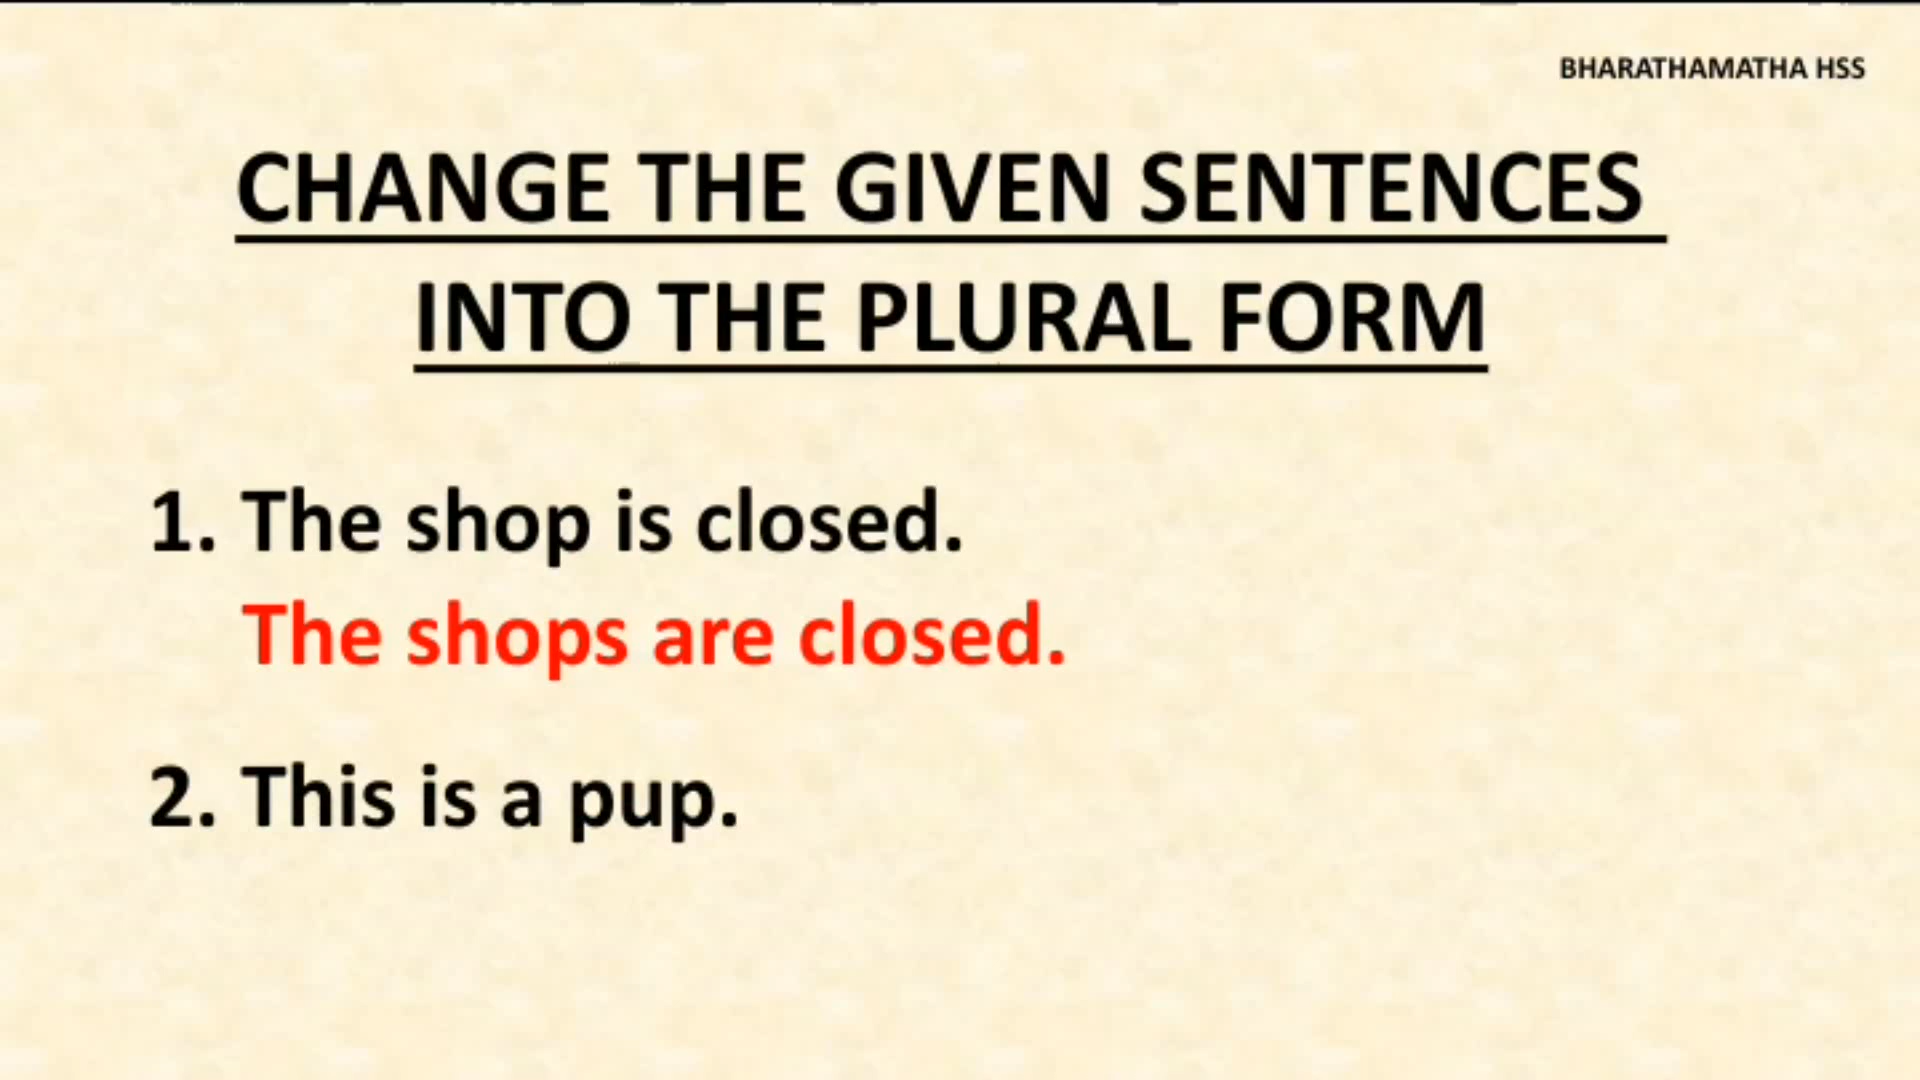 BHARATHAMATHA HSS
CHANGE THE GIVEN SENTENCES
INTO THE PLURAL FORM
1. The shop is closed.
The shops are closed.
2. This is a pup.